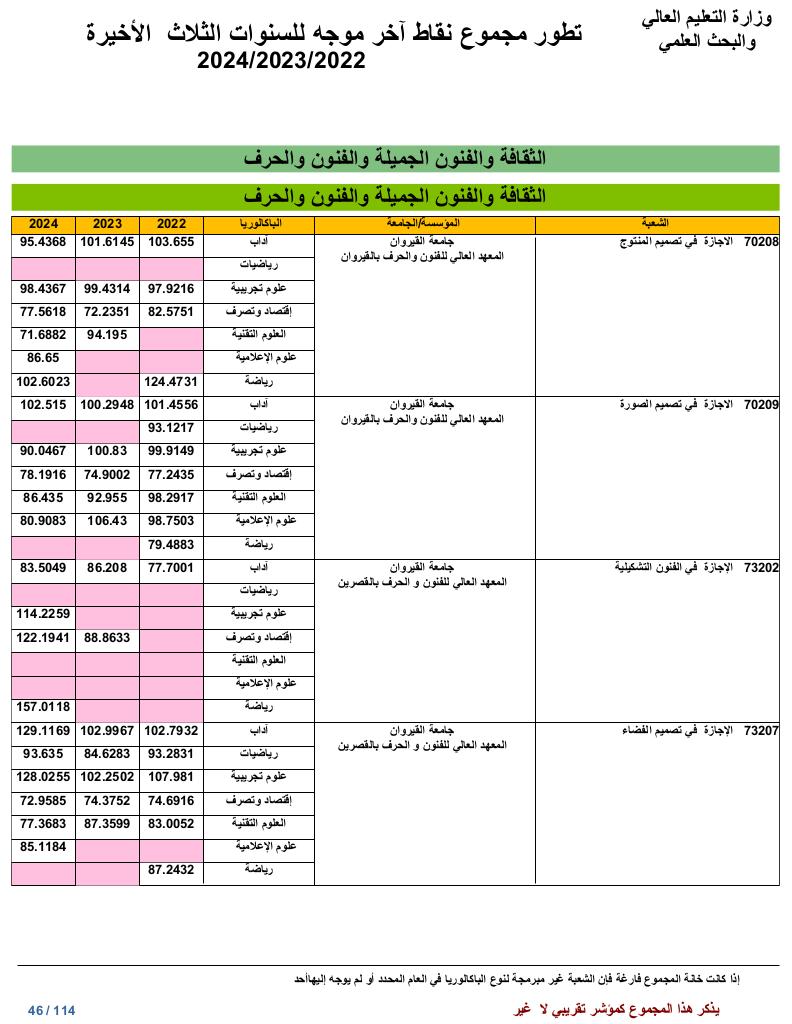 وزارة التعليم العالي
والبحث العلمي
تطور مجموع نقاط آخر موجه للسنوات الثلاث الأخيرة
2024/2023/2022
الثقافة والفنون الجميلة والفنون والحرف
الثقافة والفنون الجميلة والفنون والحرف
الشعبة المؤسسة/الجامعة الباكالوريا 2022 2023 2024
70208 الاجازة في تصميم المنتوج جامعة القيروان آداب 103.655 101.6145 95.4368
المعهد العالي للفنون والحرف بالقيروان
رياضيات
علوم تجريبية 97.9216 99.4314 98.4367
إقتصاد وتصرف 82.5751 72.2351 77.5618
العلوم التقنية 94.195 71.6882
علوم الإعلامية 86.65
رياضة 124.4731 102.6023
70209 الاجازة في تصميم الصورة جامعة القيروان آداب 101.4556 100.2948 102.515
المعهد العالي للفنون والحرف بالقيروان
رياضيات 93.1217
علوم تجريبية 99.9149 100.83 90.0467
إقتصاد وتصرف 77.2435 74.9002 78.1916
العلوم التقنية 98.2917 92.955 86.435
علوم الإعلامية 98.7503 106.43 80.9083
رياضة 79.4883
73202 الاجازة في الفنون التشكيلية جامعة القيروان آداب 77.7001 86.208 83.5049
المعهد العالي للفنون و الحرف بالقصرين
رياضيات
علوم تجريبية 114.2259
إقتصاد وتصرف 88.8633 122.1941
العلوم التقنية
علوم الإعلامية
رياضة 157.0118
73207 الإجازة في تصميم الفضاء جامعة القيروان آداب 102.7932 102.9967 129.1169
المعهد العالي للفنون و الحرف بالقصرين
رياضيات 93.2831 84.6283 93.635
علوم تجريبية 107.981 102.2502 128.0255
إقتصاد وتصرف 74.6916 74.3752 72.9585
العلوم التقنية 83.0052 87.3599 77.3683
علوم الإعلامية 85.1184
رياضة 87.2432
إذا كانت خانة المجموع فارغة فإن الشعبة غير مبرمجة لنوع الباكالوريا في العام المحدد أو لم يوجه إليهاأحد
يذكر هذا المجموع كمؤشر تقريبي لا غير
46 / 114